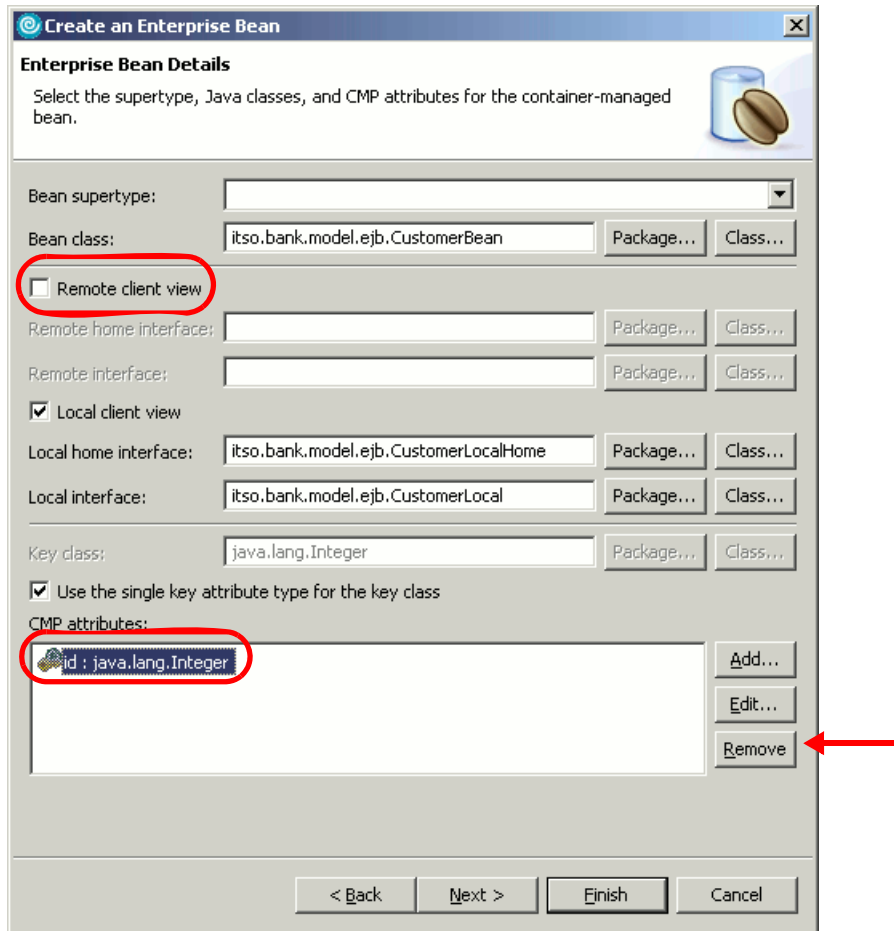 Create an Enterprise Bean
Enterprise Bean Details
Select the supertype, Java classes, and CMP attributes for the container-managed
bean.
Bean supertype:
Bean class: itso.bank.model.ejb.CustomerBean Package... Class...
Remote client view
Remote home interface: Package... Class...
Remote interface: Package... Class...
Local client view
Local home interface: itso.bank.model.ejb.CustomerLocalHome Package... Class...
Local interface: itso.bank.model.ejb.CustomerLocal Package... Class...
Key class: java.lang.Integer Package... Class...
Use the single key attribute type for the key class
CMP attributes:
id : java.lang.Integer
Add...
Edit...
Remove
< Back Next > Finish Cancel